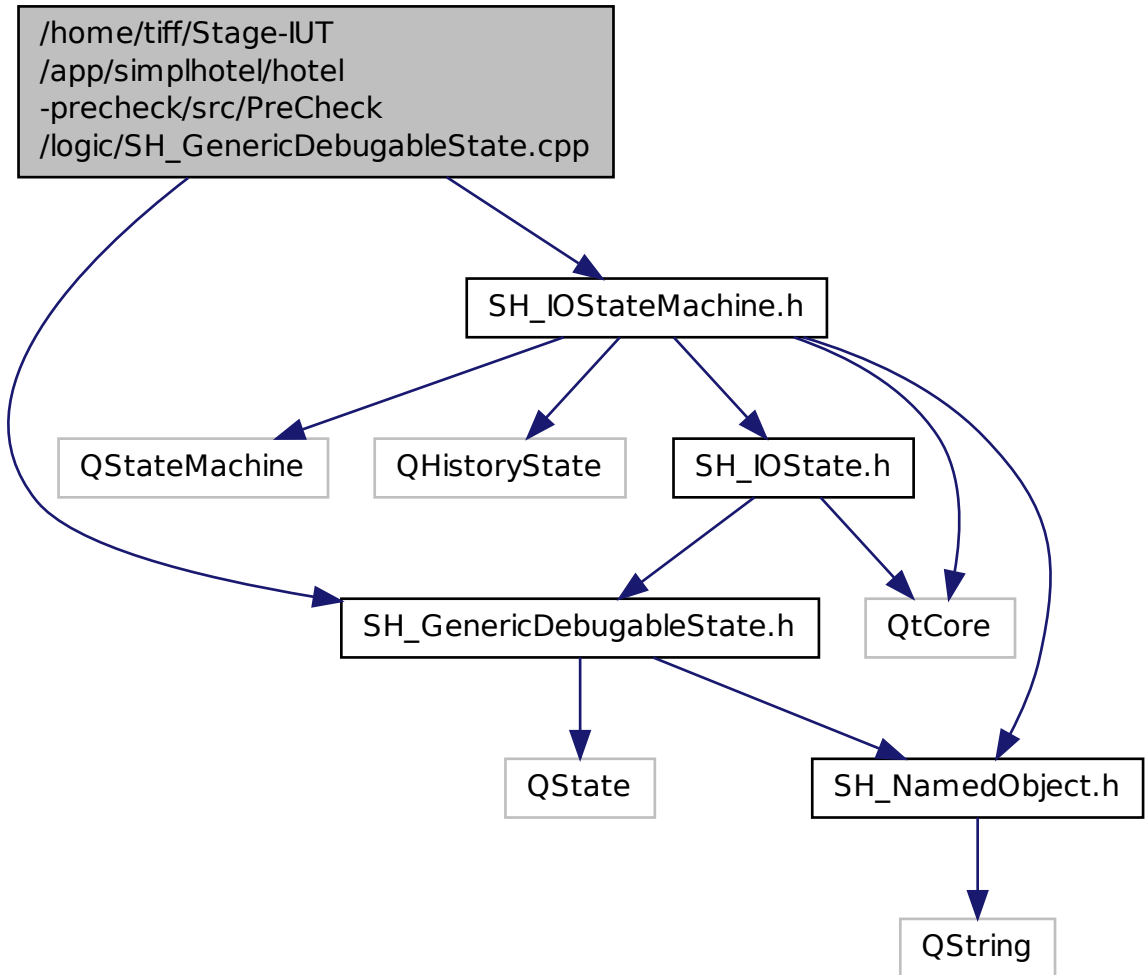 /home/tiff/Stage-IUT
/app/simplhotel/hotel
-precheck/src/PreCheck
/logic/SH_GenericDebugableState.cpp
SH_IOStateMachine.h
QStateMachine
QHistoryState
SH_IOState.h
SH_GenericDebugableState.h
QtCore
QState
SH_NamedObject.h
QString